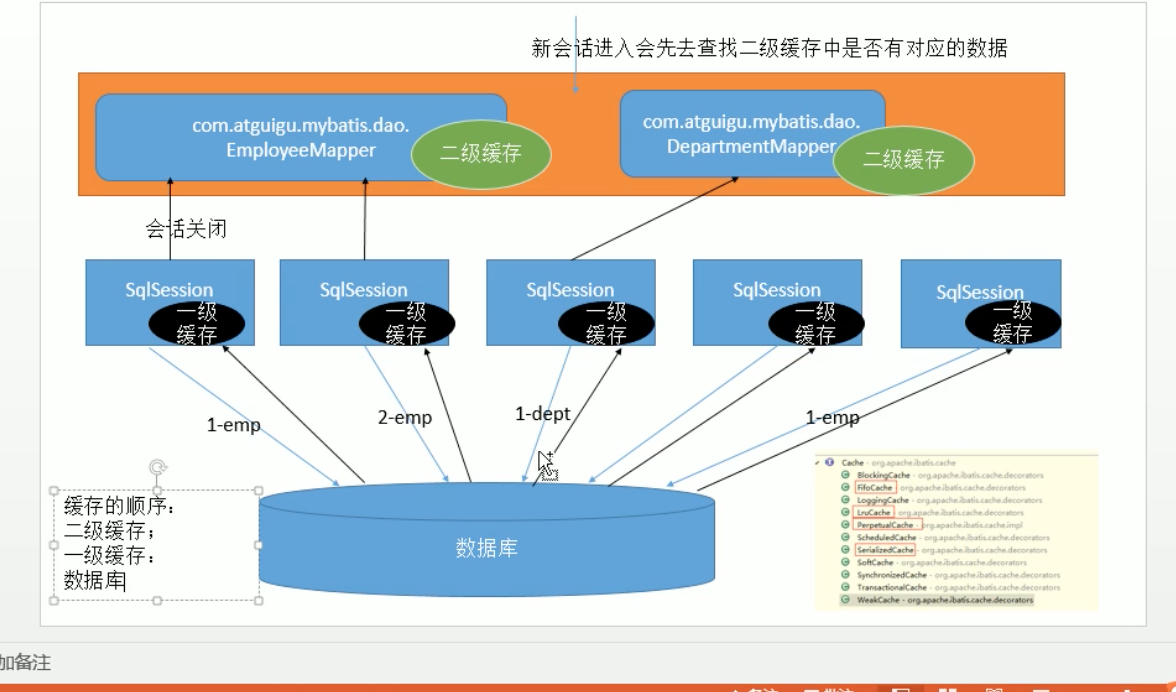 新会话进入会先去查找二级缓存中是否有对应的数据
com.atguigu.mybatis.dao.
EmployeeMapper
二级缓存
com.atguigu.mybatis.dao.
DepartmentMapper
二级缓存
会话关闭
SqlSession
一级
缓存
SqlSession
一级
缓存
SqlSession
一级
缓存
SqlSession
一级
缓存
SqlSession
一级
缓存
1-emp
2-emp
1-dept
1-emp
缓存的顺序：
二级缓存；
一级缓存：
数据库
数据库
Cache - org.apache.ibatis.cache
BlockingCache - org.apache.ibatis.cache.decorators
FifoCache - org.apache.ibatis.cache.decorators
LoggingCache - org.apache.ibatis.cache.decorators
LruCache - org.apache.ibatis.cache.decorators
PerpetualCache - org.apache.ibatis.cache.impl
ScheduledCache - org.apache.ibatis.cache.decorators
SerializedCache - org.apache.ibatis.cache.decorators
SoftCache - org.apache.ibatis.cache.decorators
SynchronizedCache - org.apache.ibatis.cache.decorators
TransactionalCache - org.apache.ibatis.cache.decorators
WeakCache - org.apache.ibatis.cache.decorators
加备注